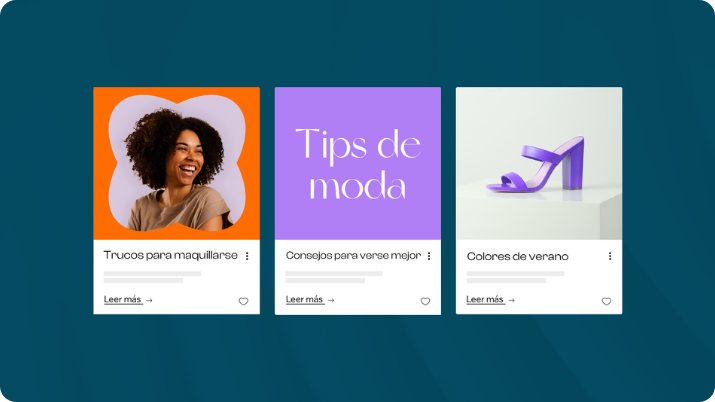 Tips de
moda
Trucos para maquillarse
Leer más →
Consejos para verse mejor
Leer más →
Colores de verano
Leer más →